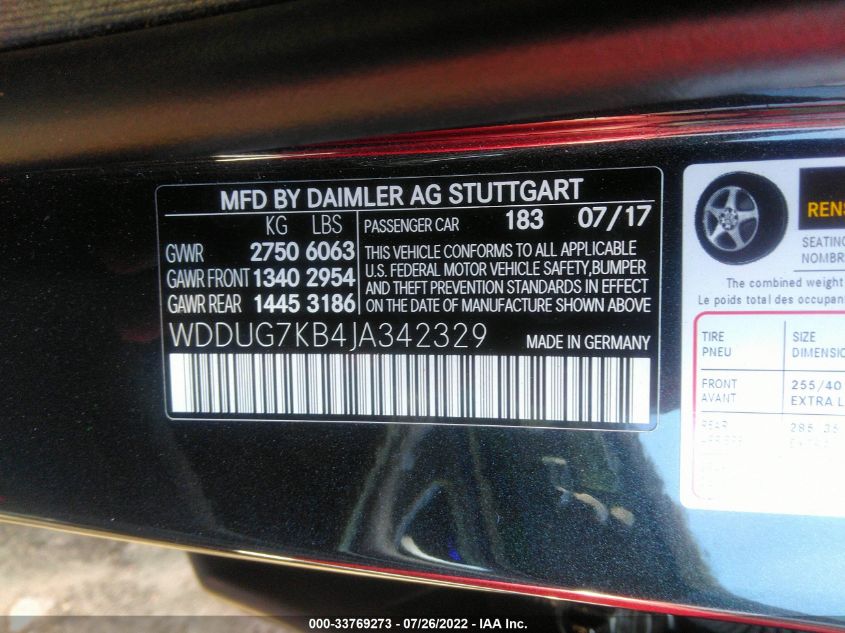 MFD BY DAIMLER AG STUTTGART
KG LBS
GVWR 2750 6063
GAWR FRONT 1340 2954
GAWR REAR 1445 3186
PASSENGER CAR 183 07/17
THIS VEHICLE CONFORMS TO ALL APPLICABLE
U.S. FEDERAL MOTOR VEHICLE SAFETY,BUMPER
AND THEFT PREVENTION STANDARDS IN EFFECT
ON THE DATE OF MANUFACTURE SHOWN ABOVE
WDDUG7KB4JA342329 MADE IN GERMANY
RENS
SEATING
NOMBR
The combined weight
Le poids total des occupan
TIRE SIZE
PNEU DIMENSIO
FRONT 255/40
AVANT EXTRA L
REAR 285 35
000-33769273 - 07/26/2022 - IAA Inc.